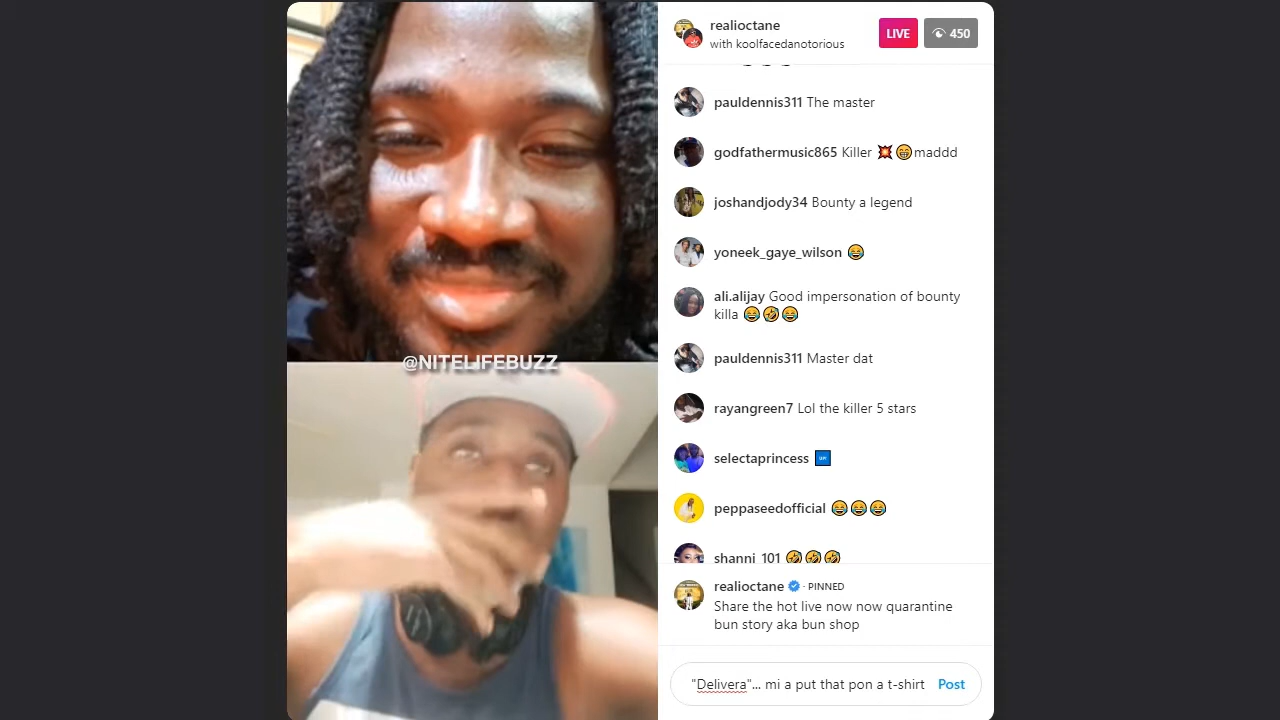 realioctane
with koolfacedanotorious
LIVE
450
pauldennis311 The master
godfathermusic865 Killer 💥😁maddd
joshandjody34 Bounty a legend
yoneek_gaye_wilson 😂
ali.alijay Good impersonation of bounty
killa 😂🤣😂
pauldennis311 Master dat
rayangreen7 Lol the killer 5 stars
selectaprincess 🆙
peppaseedofficial 😂😂😂
shanni_101 🤣🤣🤣
realioctane · PINNED
Share the hot live now now quarantine
bun story aka bun shop
"Delivera"... mi a put that pon a t-shirt Post
@NITELIFEBUZZ